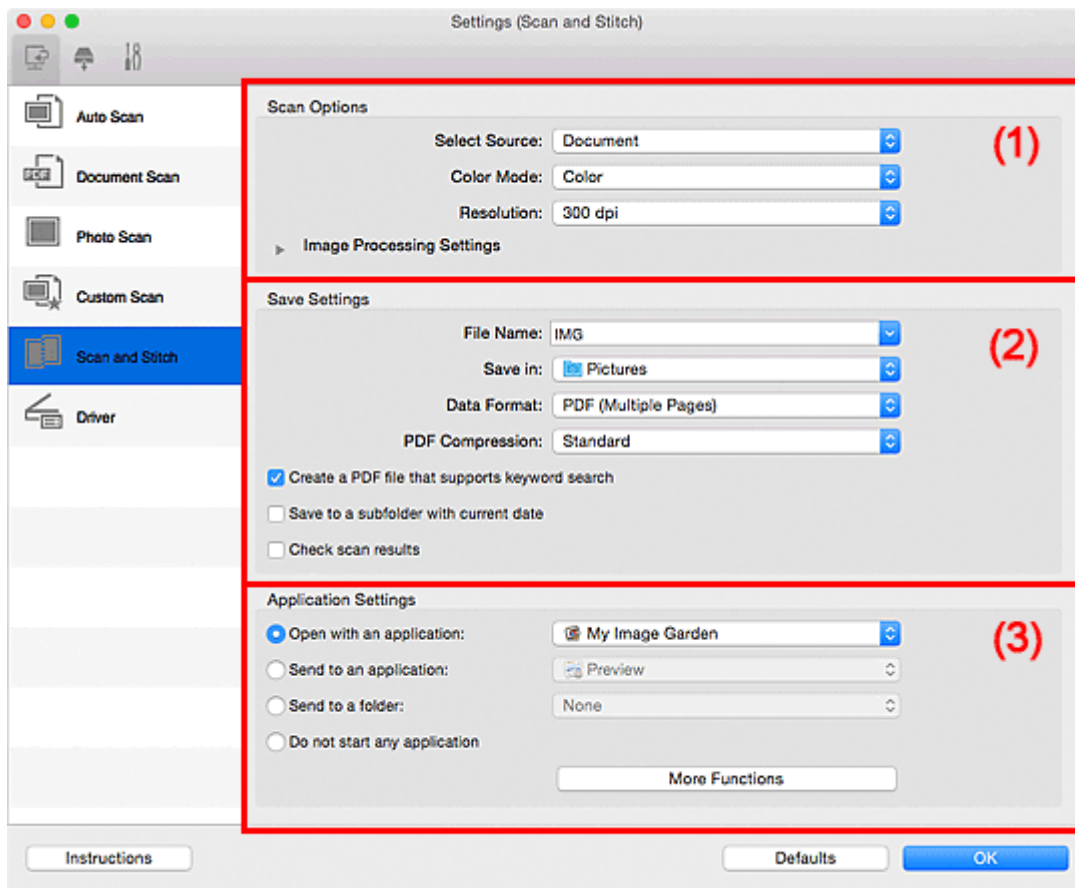 Settings (Scan and Stitch)
Auto Scan
PDF
Document Scan
Photo Scan
Custom Scan
Scan and Stitch
Driver
Scan Options
(1)
Select Source: Document
Color Mode: Color
Resolution: 300 dpi
Image Processing Settings
Save Settings
(2)
File Name: IMG
Save in: Pictures
Data Format: PDF (Multiple Pages)
PDF Compression: Standard
Create a PDF file that supports keyword search
Save to a subfolder with current date
Check scan results
Application Settings
(3)
Open with an application: My Image Garden
Send to an application: Preview
Send to a folder: None
Do not start any application
More Functions
Instructions Defaults OK